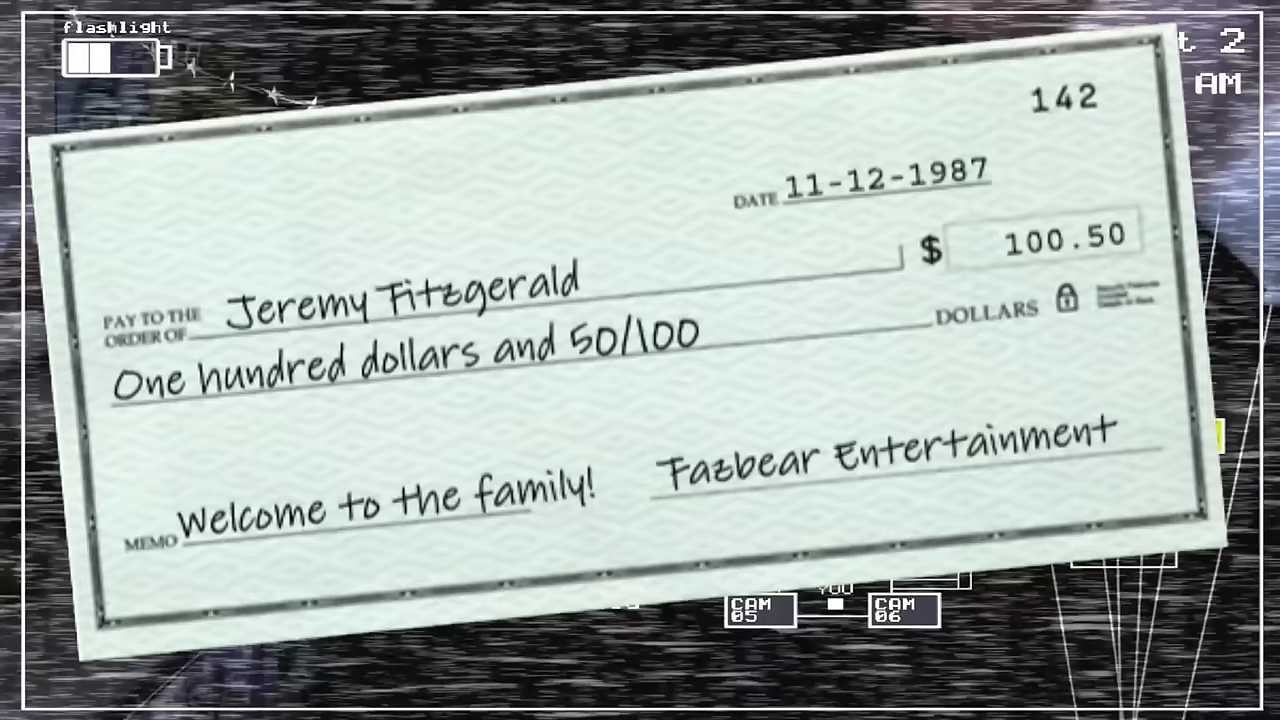 flashlight
t 2
AM
142
DATE 11-12-1987
$ 100.50
PAY TO THE
ORDER OF Jeremy Fitzgerald
One hundred dollars and 50/100 DOLLARS
MEMO Welcome to the family! Fazbear Entertainment
YOU
CAM
05
CAM
06